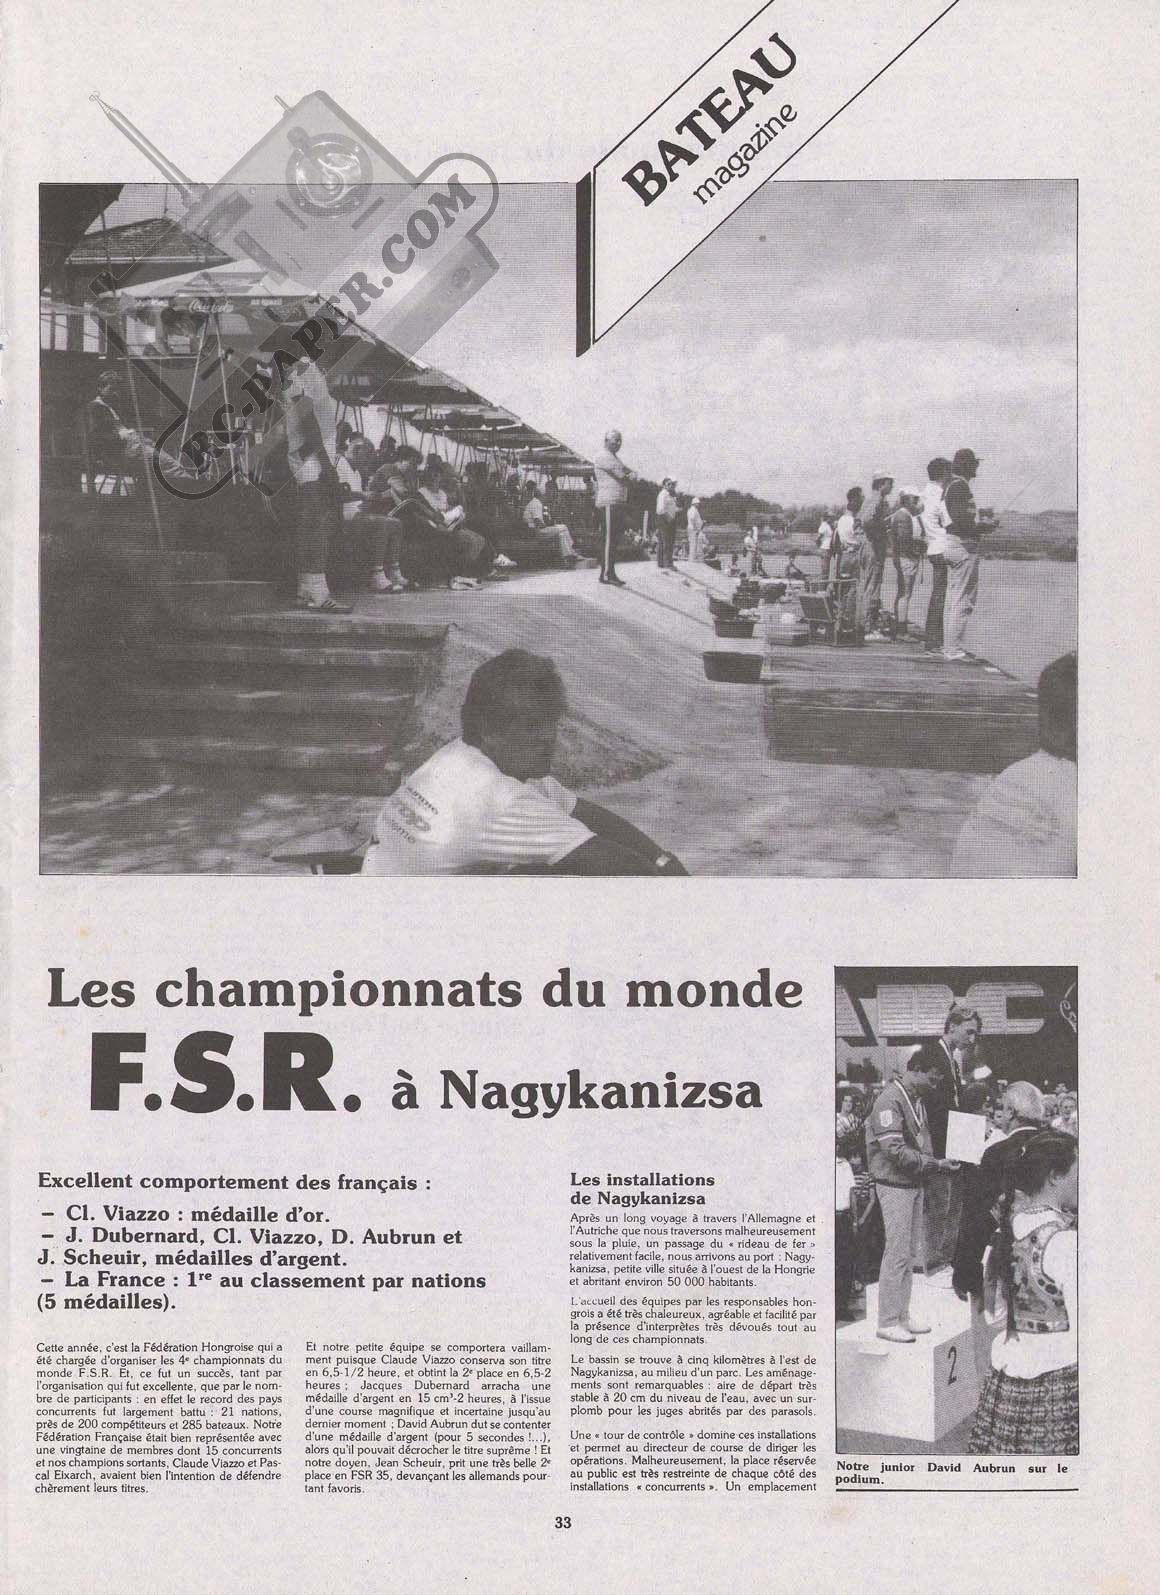 BATEAU
magazine
RC-PAPER.COM
Coca-Cola
Les championnats du monde
F.S.R. à Nagykanizsa
Excellent comportement des français :
– Cl. Viazzo : médaille d'or.
– J. Dubernard, Cl. Viazzo, D. Aubrun et
J. Scheuir, médailles d'argent.
– La France : 1re au classement par nations
(5 médailles).
Cette année, c'est la Fédération Hongroise qui a
été chargée d'organiser les 4e championnats du
monde F.S.R. Et, ce fut un succès, tant par
l'organisation qui fut excellente, que par le nom-
bre de participants : en effet le record des pays
concurrents fut largement battu : 21 nations,
près de 200 compétiteurs et 285 bateaux. Notre
Fédération Française était bien représentée avec
une vingtaine de membres dont 15 concurrents
et nos champions sortants, Claude Viazzo et Pas-
cal Eixarch, avaient bien l'intention de défendre
chèrement leurs titres.
Et notre petite équipe se comportera vaillam-
ment puisque Claude Viazzo conserva son titre
en 6,5-1/2 heure, et obtint la 2e place en 6,5-2
heures ; Jacques Dubernard arracha une
médaille d'argent en 15 cm³-2 heures, à l'issue
d'une course magnifique et incertaine jusqu'au
dernier moment ; David Aubrun dut se contenter
d'une médaille d'argent (pour 5 secondes !...),
alors qu'il pouvait décrocher le titre suprême ! Et
notre doyen, Jean Scheuir, prit une très belle 2e
place en FSR 35, devançant les allemands pour-
tant favoris.
Les installations
de Nagykanizsa
Après un long voyage à travers l'Allemagne et
l'Autriche que nous traversons malheureusement
sous la pluie, un passage du « rideau de fer »
relativement facile, nous arrivons au port : Nagy-
kanizsa, petite ville située à l'ouest de la Hongrie
et abritant environ 50 000 habitants.
L'accueil des équipes par les responsables hon-
grois a été très chaleureux, agréable et facilité par
la présence d'interprètes très dévoués tout au
long de ces championnats.
Le bassin se trouve à cinq kilomètres à l'est de
Nagykanizsa, au milieu d'un parc. Les aménage-
ments sont remarquables : aire de départ très
stable à 20 cm du niveau de l'eau, avec un sur-
plomb pour les juges abrités par des parasols.
Une « tour de contrôle » domine ces installations
et permet au directeur de course de diriger les
opérations. Malheureusement, la place réservée
au public est très restreinte de chaque côté des
installations « concurrents ». Un emplacement
2
Notre junior David Aubrun sur le
podium.
33